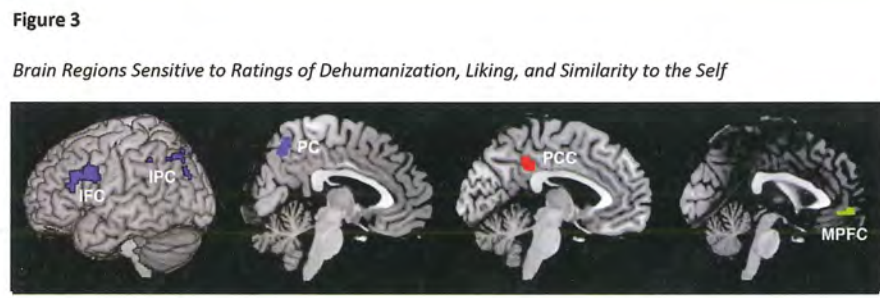 Figure 3
Brain Regions Sensitive to Ratings of Dehumanization, Liking, and Similarity to the Self
IFC
IPC
PC
PCC
MPFC